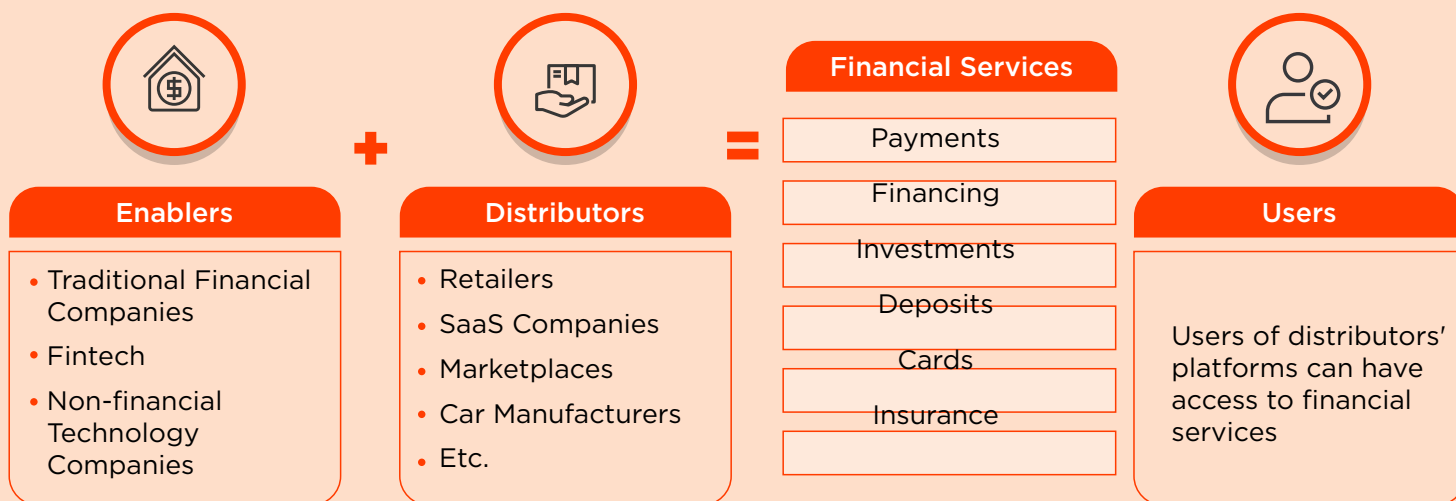 Enablers
• Traditional Financial
Companies
• Fintech
• Non-financial
Technology
Companies
+
Distributors
• Retailers
• SaaS Companies
• Marketplaces
• Car Manufacturers
• Etc.
=
Financial Services
Payments
Financing
Investments
Deposits
Cards
Insurance
Users
Users of distributors'
platforms can have
access to financial
services